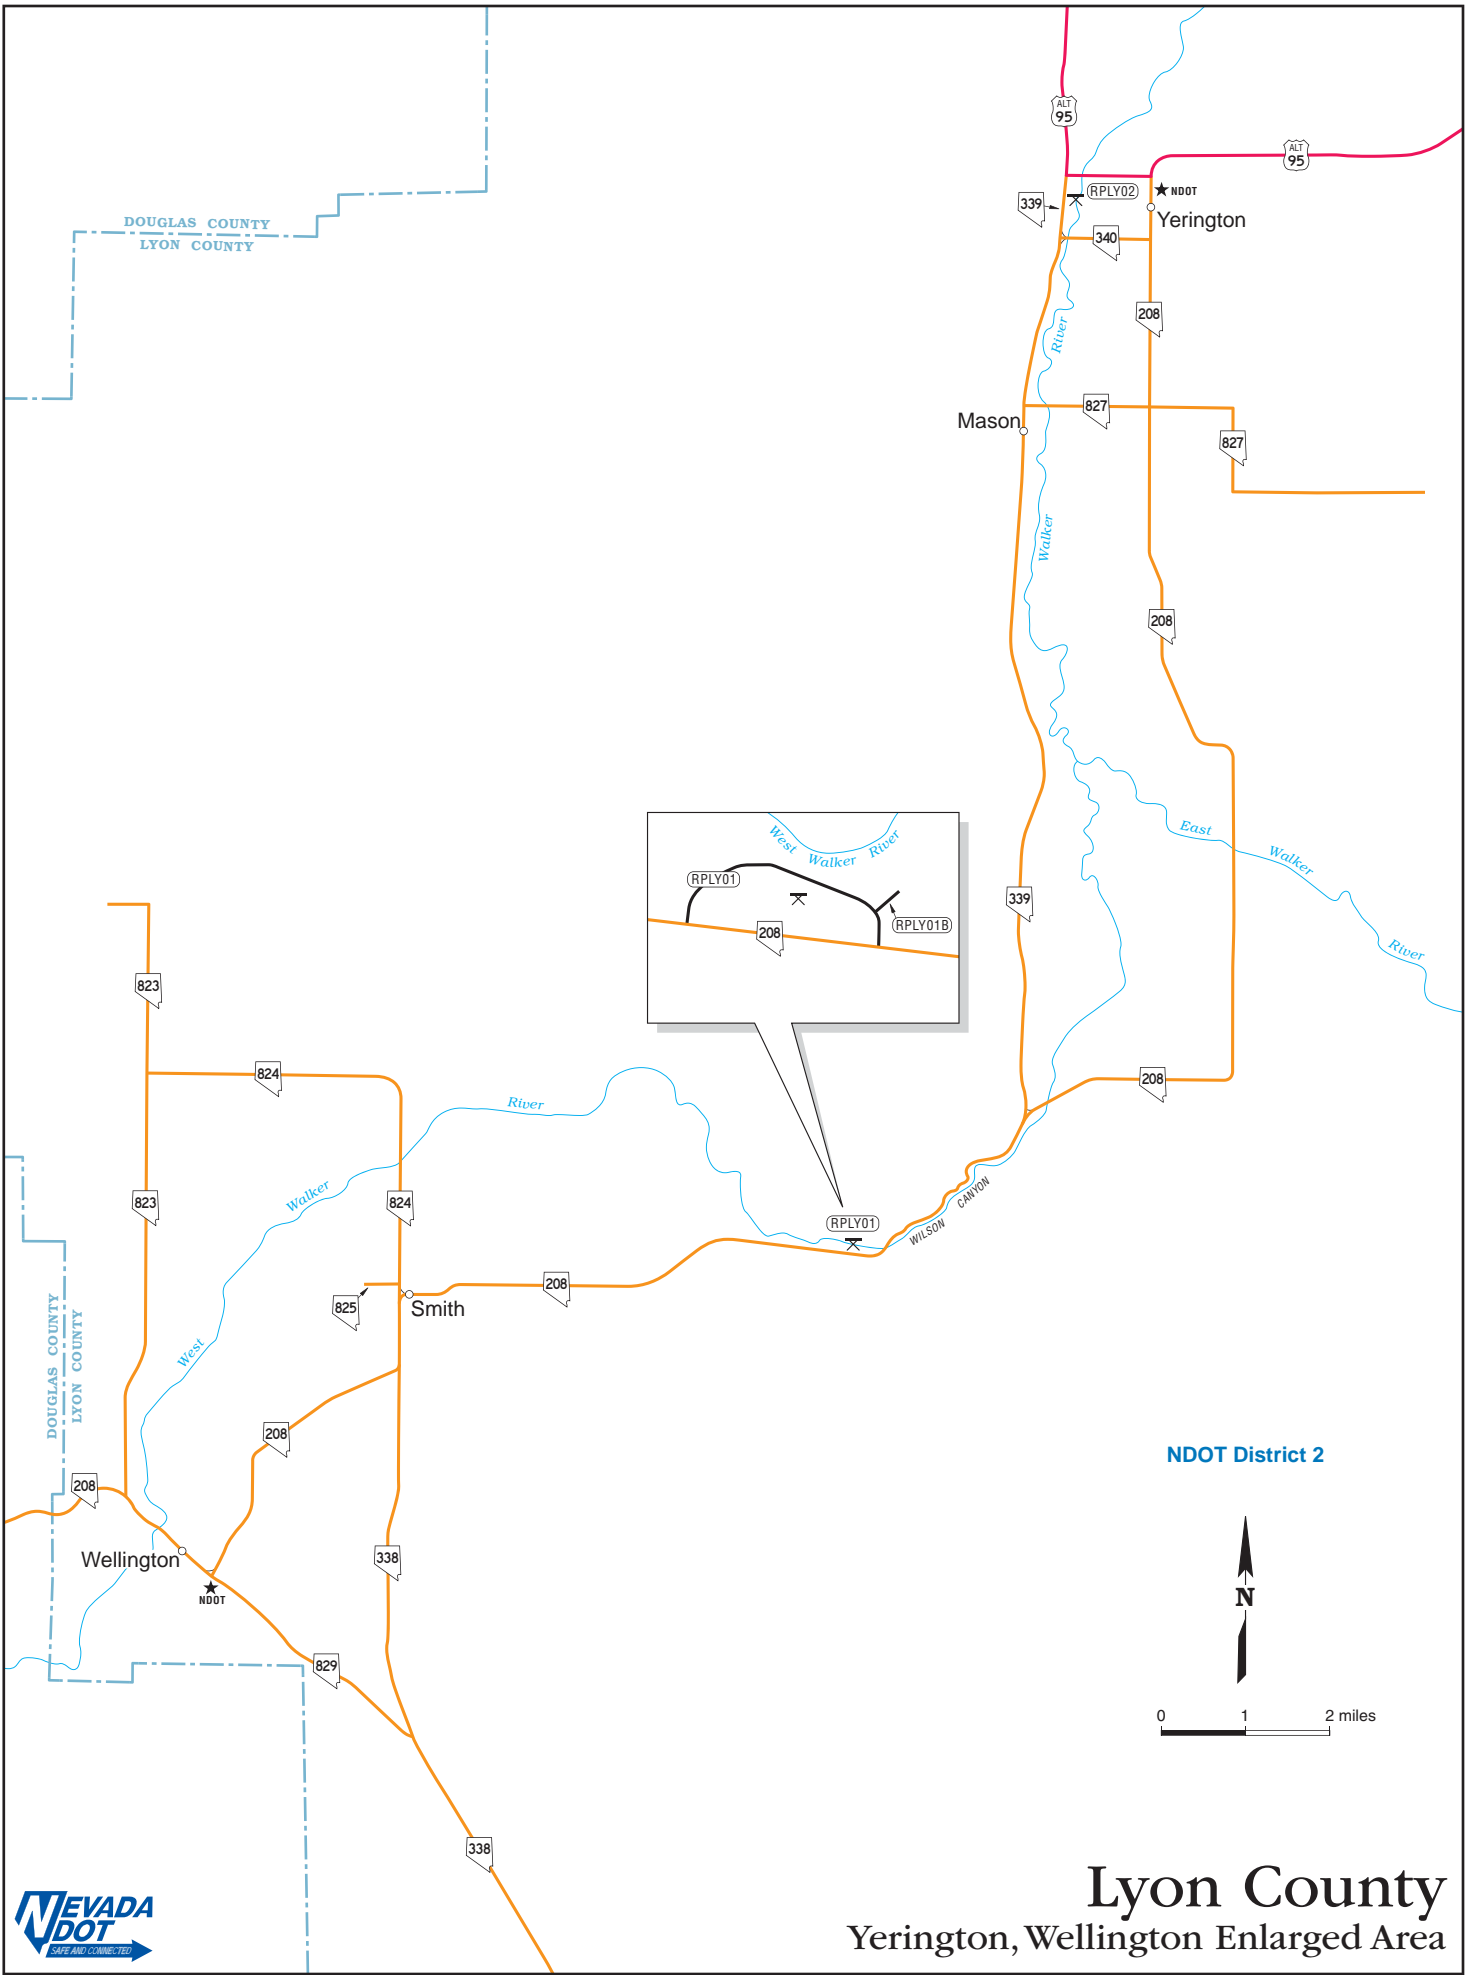 ALT
95
ALT
95
RPLY02
NDOT
339
Yerington
DOUGLAS COUNTY
LYON COUNTY
340
208
River
827
Mason
827
Walker
208
West Walker River
East Walker River
RPLY01
339
RPLY01B
208
823
824
208
River
Walker
823
824
WILSON CANYON
RPLY01
208
825
Smith
DOUGLAS COUNTY
LYON COUNTY
West
208
NDOT District 2
208
Wellington
338
NDOT
N
829
0 1 2 miles
338
Lyon County
Yerington, Wellington Enlarged Area
NEVADA
DOT
SAFE AND CONNECTED